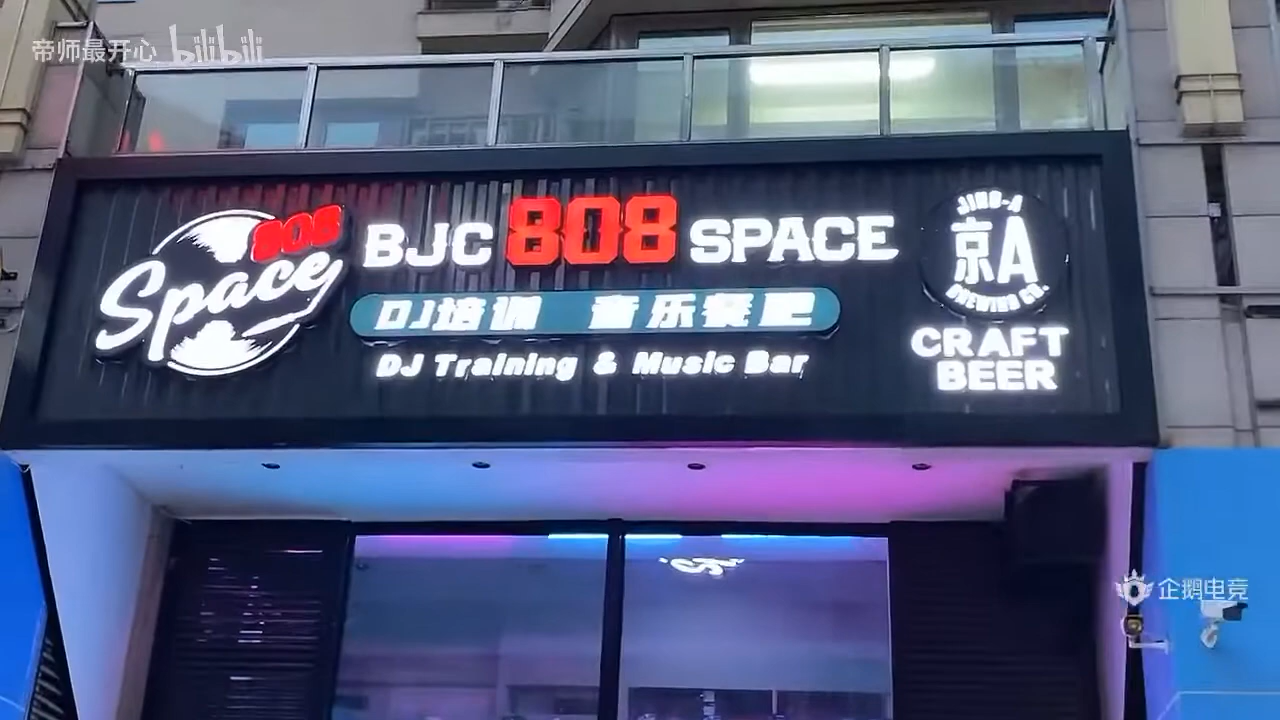 帝师最开心 bilibili
808
Space
BJC 808 SPACE
DJ培训 音乐餐吧
DJ Training & Music Bar
JING-A
京A
BREWING CO.
CRAFT
BEER
企鹅电竞